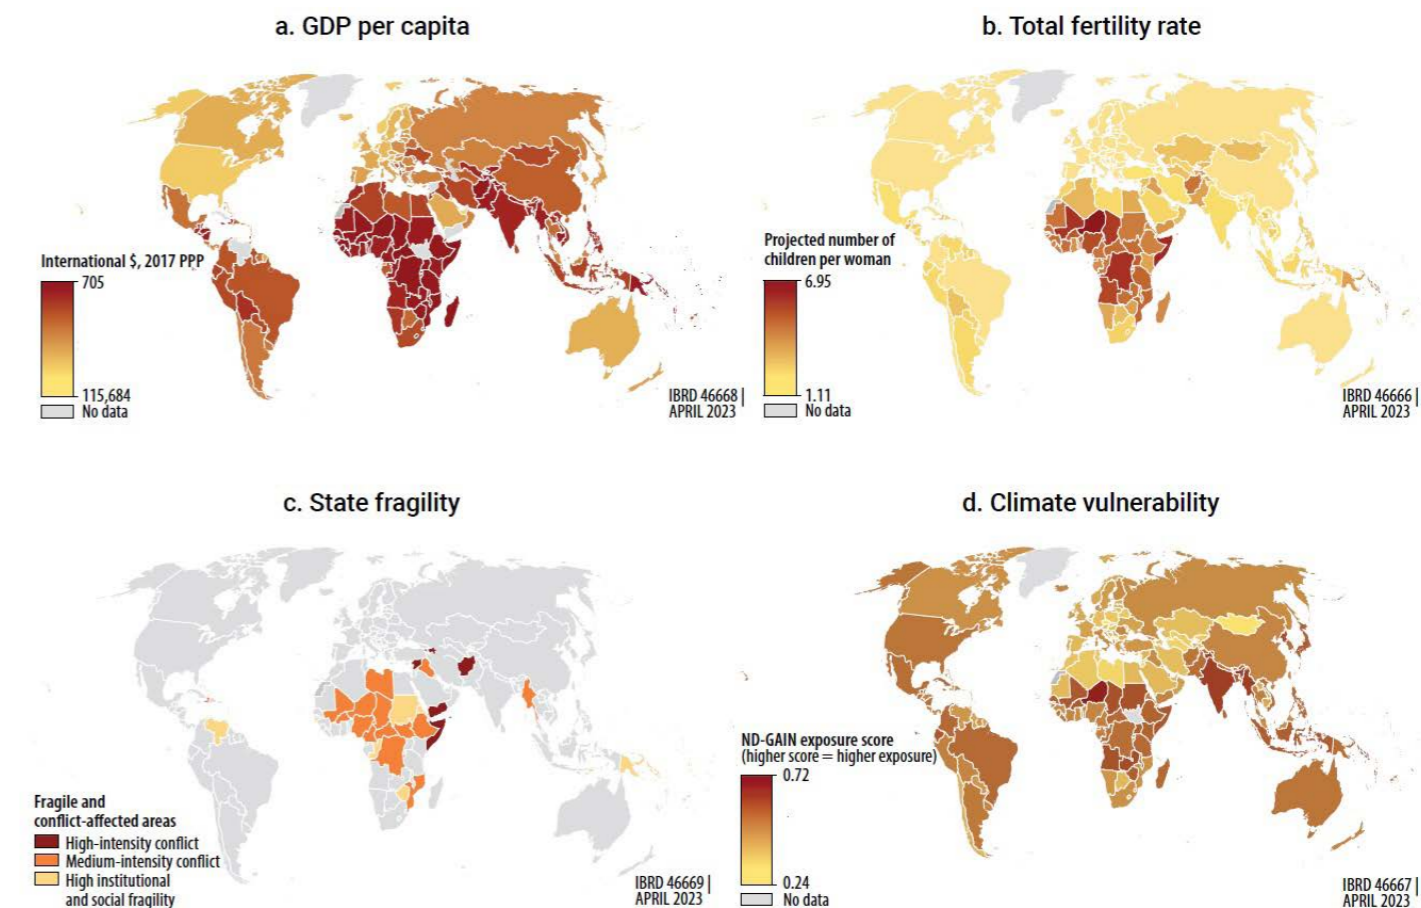 a. GDP per capita
International $, 2017 PPP
705
115,684
No data
IBRD 46668 |
APRIL 2023
b. Total fertility rate
Projected number of
children per woman
6.95
1.11
No data
IBRD 46666 |
APRIL 2023
c. State fragility
Fragile and
conflict-affected areas
High-intensity conflict
Medium-intensity conflict
High institutional
and social fragility
IBRD 46669 |
APRIL 2023
d. Climate vulnerability
ND-GAIN exposure score
(higher score = higher exposure)
0.72
0.24
No data
IBRD 46667 |
APRIL 2023